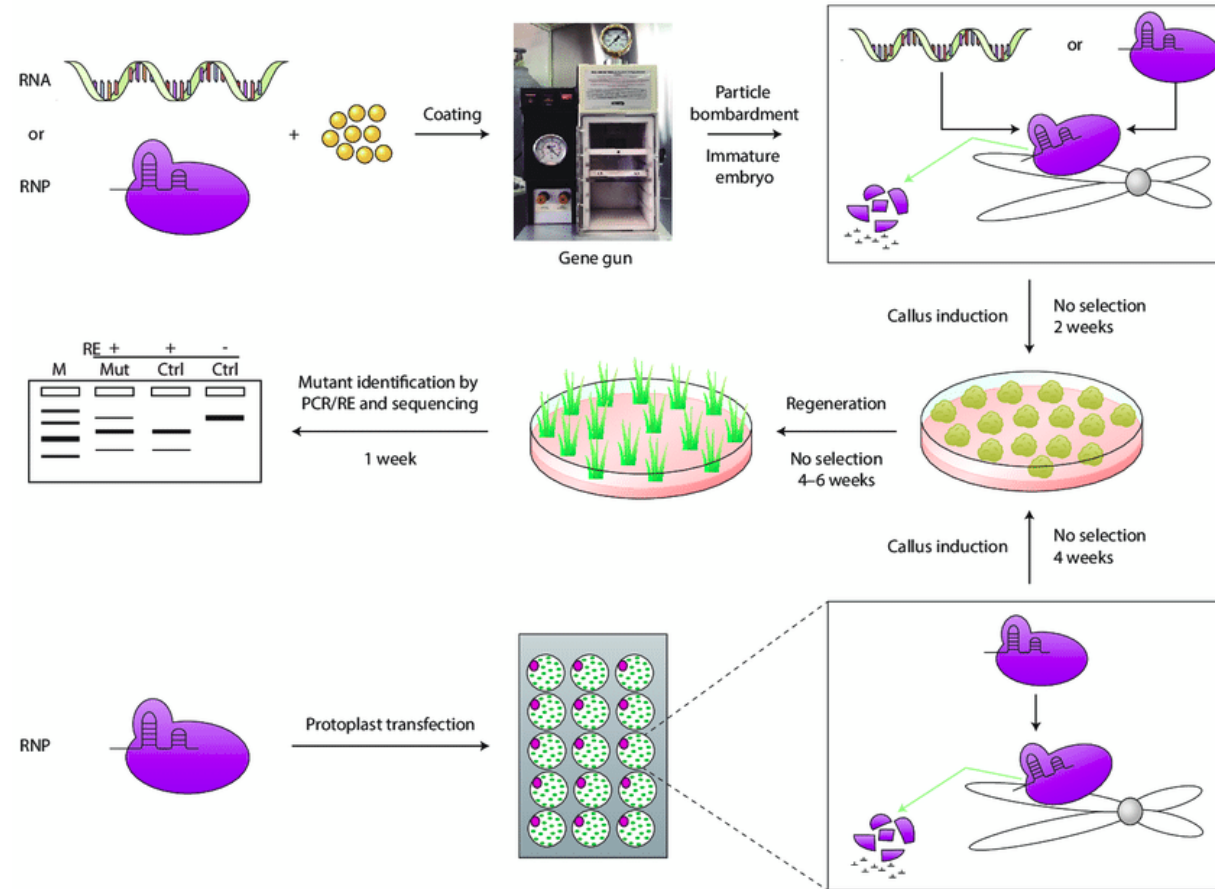 RNA
or
RNP
+
Coating
Gene gun
Particle
bombardment
Immature
embryo
or
Callus induction
No selection
2 weeks
RE + + -
M Mut Ctrl Ctrl
Mutant identification by
PCR/RE and sequencing
1 week
Regeneration
No selection
4–6 weeks
Callus induction
No selection
4 weeks
RNP
Protoplast transfection